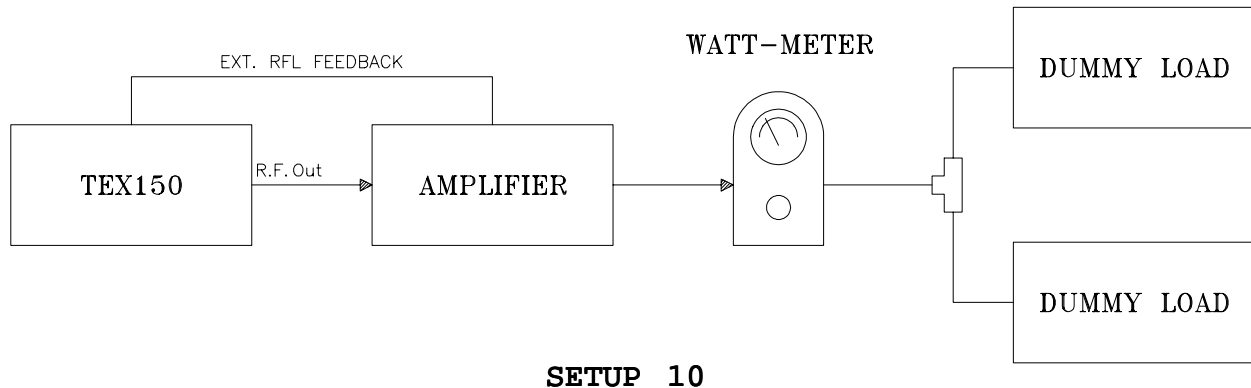 WATT-METER
DUMMY LOAD
EXT. RFL FEEDBACK
TEX150
R.F. Out
AMPLIFIER
DUMMY LOAD
SETUP 10